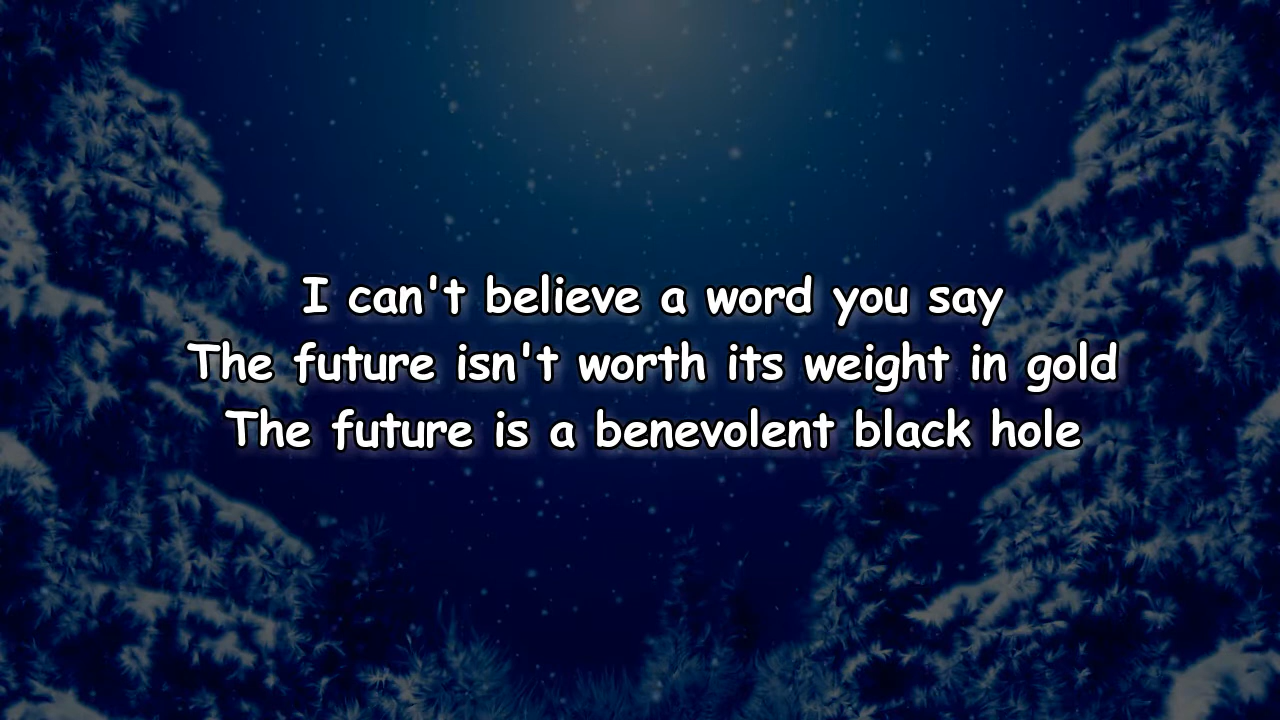 I can't believe a word you say
The future isn't worth its weight in gold
The future is a benevolent black hole